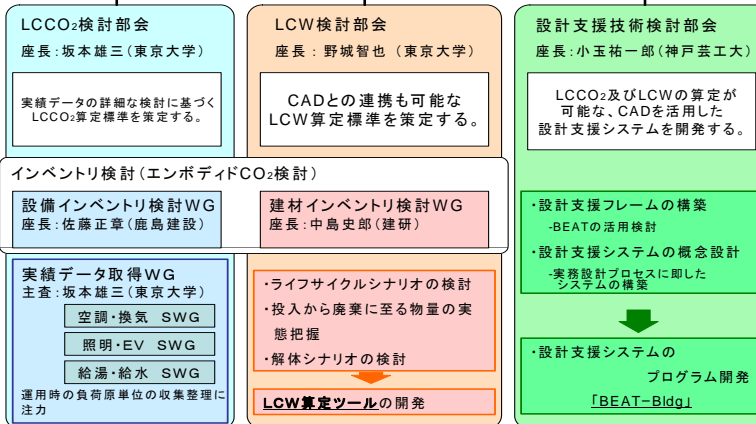 LCCO₂検討部会
座長:坂本雄三(東京大学)
実績データの詳細な検討に基づく
LCCO₂算定標準を策定する。
LCW検討部会
座長:野城智也(東京大学)
CADとの連携も可能な
LCW算定標準を策定する。
設計支援技術検討部会
座長:小玉祐一郎(神戸芸工大)
LCCO₂及びLCWの算定が
可能な、CADを活用した
設計支援システムを開発する。
インベントリ検討(エンボディドCO₂検討)
設備インベントリ検討WG
座長:佐藤正章(鹿島建設)
建材インベントリ検討WG
座長:中島史郎(建研)
実績データ取得WG
主査:坂本雄三(東京大学)
空調・換気 SWG
照明・EV SWG
給湯・給水 SWG
運用時の負荷原単位の収集整理に
注力
・ライフサイクルシナリオの検討
・投入から廃棄に至る物量の実
態把握
・解体シナリオの検討
LCW算定ツールの開発
・設計支援フレームの構築
-BEATの活用検討
・設計支援システムの概念設計
-実務設計プロセスに即した
システムの構築
・設計支援システムの
プログラム開発
「BEAT-Bldg」